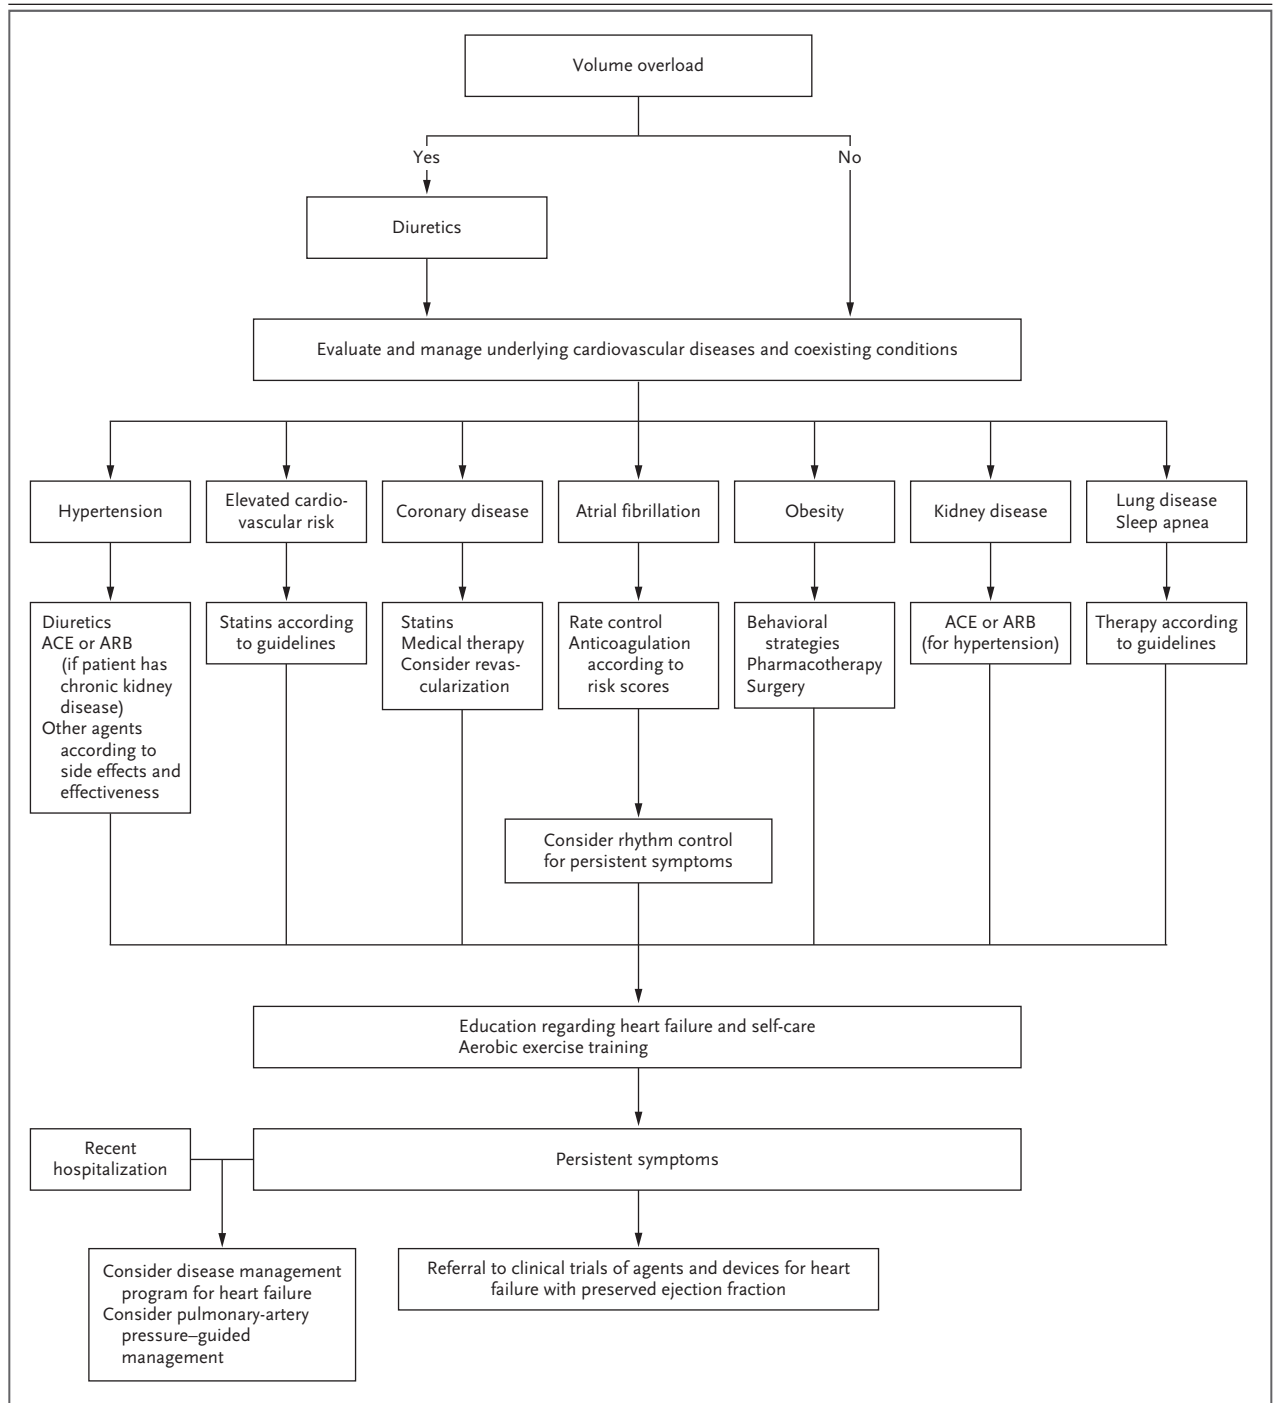 Volume overload
Yes
No
Diuretics
Evaluate and manage underlying cardiovascular diseases and coexisting conditions
Hypertension
Elevated cardio-
vascular risk
Coronary disease
Atrial fibrillation
Obesity
Kidney disease
Lung disease
Sleep apnea
Diuretics
ACE or ARB
(if patient has
chronic kidney
disease)
Other agents
according to
side effects and
effectiveness
Statins according
to guidelines
Statins
Medical therapy
Consider revas-
cularization
Rate control
Anticoagulation
according to
risk scores
Behavioral
strategies
Pharmacotherapy
Surgery
ACE or ARB
(for hypertension)
Therapy according
to guidelines
Consider rhythm control
for persistent symptoms
Education regarding heart failure and self-care
Aerobic exercise training
Recent
hospitalization
Persistent symptoms
Consider disease management
program for heart failure
Consider pulmonary-artery
pressure–guided
management
Referral to clinical trials of agents and devices for heart
failure with preserved ejection fraction